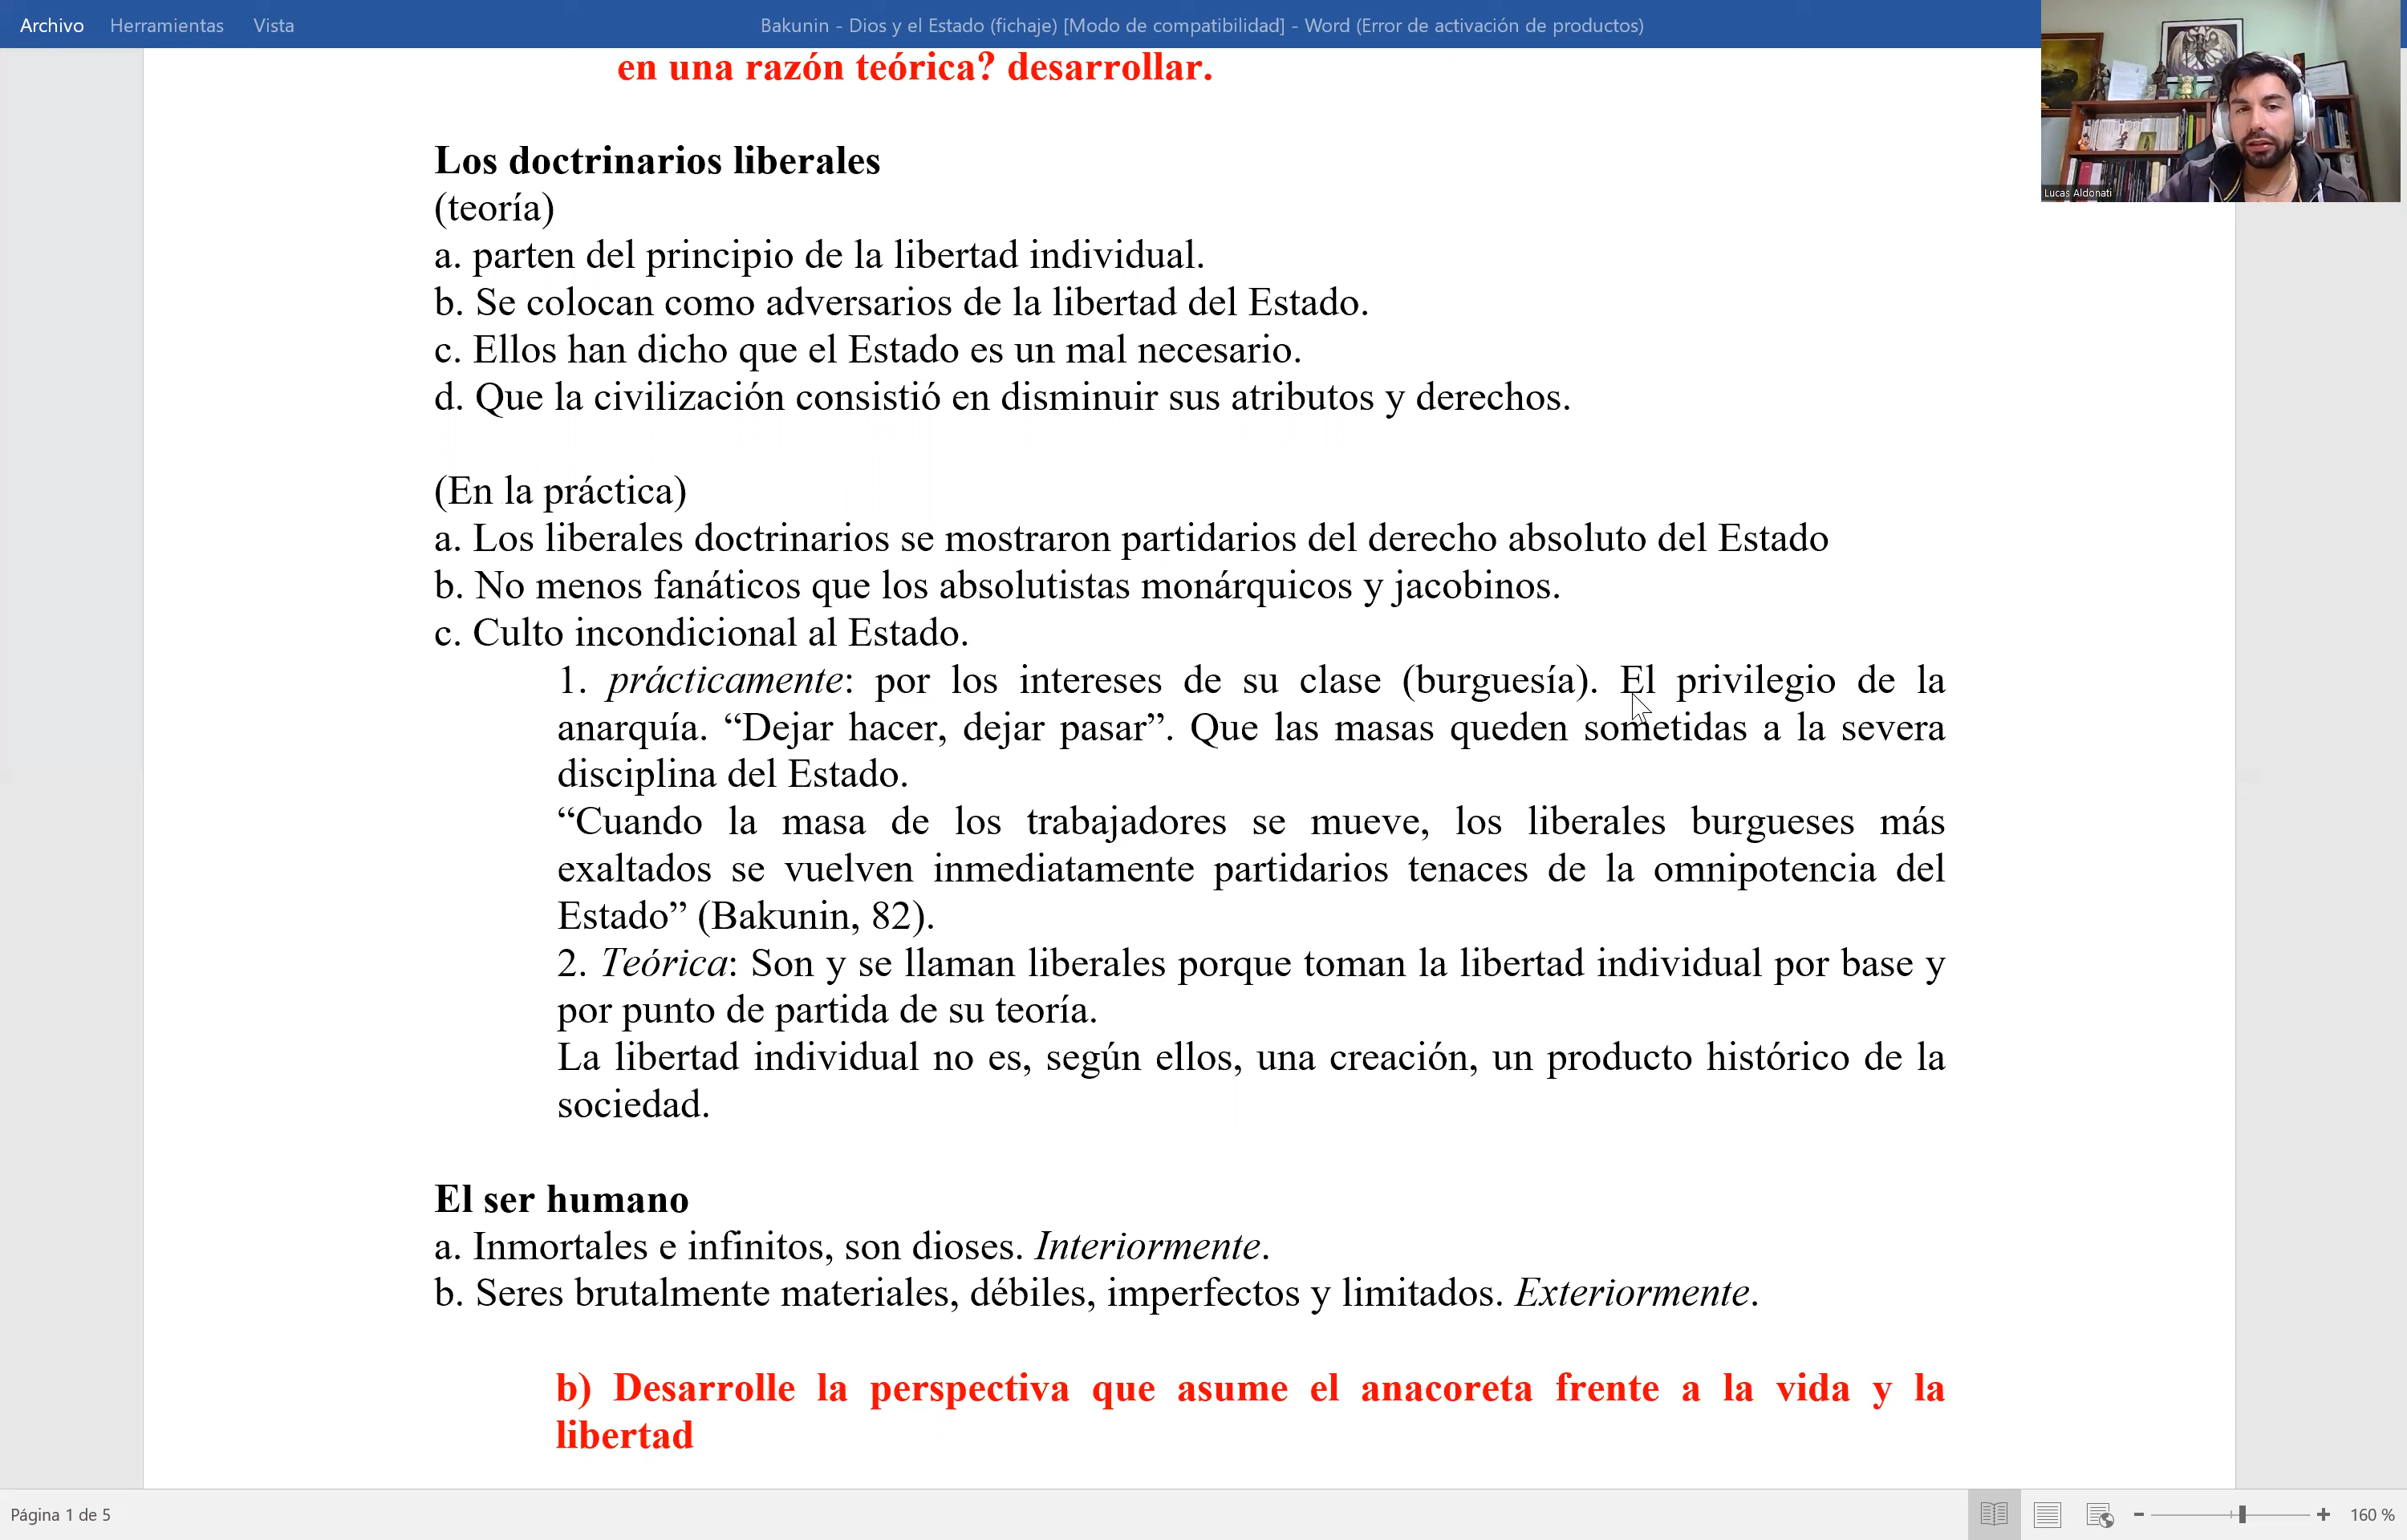 Archivo Herramientas Vista Bakunin - Dios y el Estado (fichaje) [Modo de compatibilidad] - Word (Error de activación de productos)
Lucas Aldonati
en una razón teórica? desarrollar.
Los doctrinarios liberales
(teoría)
a. parten del principio de la libertad individual.
b. Se colocan como adversarios de la libertad del Estado.
c. Ellos han dicho que el Estado es un mal necesario.
d. Que la civilización consistió en disminuir sus atributos y derechos.
(En la práctica)
a. Los liberales doctrinarios se mostraron partidarios del derecho absoluto del Estado
b. No menos fanáticos que los absolutistas monárquicos y jacobinos.
c. Culto incondicional al Estado.
1. prácticamente: por los intereses de su clase (burguesía). El privilegio de la
anarquía. “Dejar hacer, dejar pasar”. Que las masas queden sometidas a la severa
disciplina del Estado.
“Cuando la masa de los trabajadores se mueve, los liberales burgueses más
exaltados se vuelven inmediatamente partidarios tenaces de la omnipotencia del
Estado” (Bakunin, 82).
2. Teórica: Son y se llaman liberales porque toman la libertad individual por base y
por punto de partida de su teoría.
La libertad individual no es, según ellos, una creación, un producto histórico de la
sociedad.
El ser humano
a. Inmortales e infinitos, son dioses. Interiormente.
b. Seres brutalmente materiales, débiles, imperfectos y limitados. Exteriormente.
b) Desarrolle la perspectiva que asume el anacoreta frente a la vida y la
libertad
Página 1 de 5 160 %